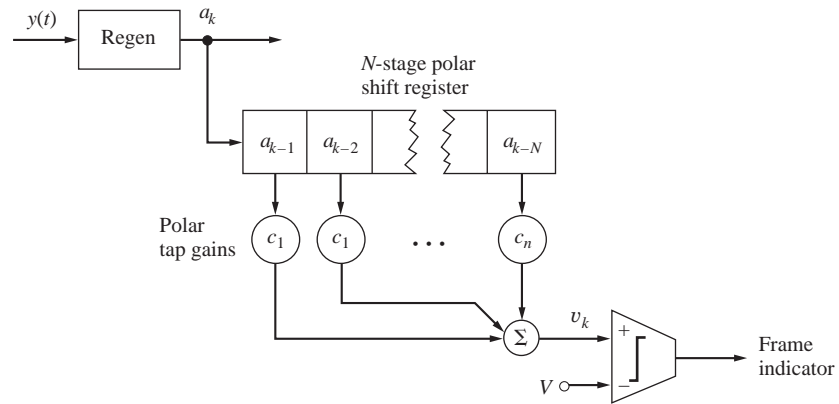 y(t)
Regen
a_k
N-stage polar
shift register
a_{k−1}
a_{k−2}
a_{k−N}
Polar
tap gains
c_1
c_1
...
c_n
Σ
v_k
+
−
V
Frame
indicator